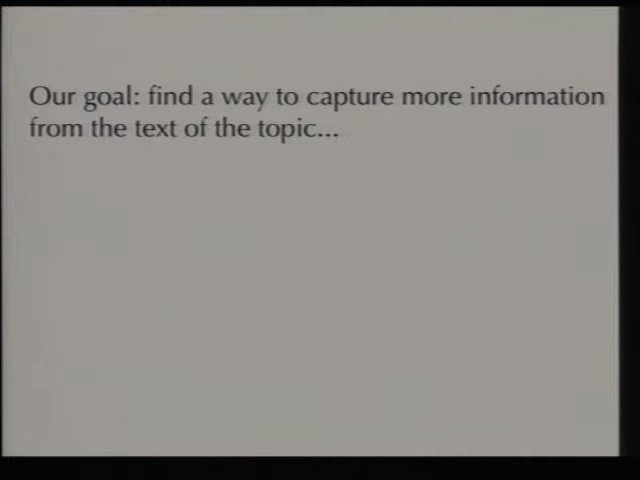 Our goal: find a way to capture more information
from the text of the topic...